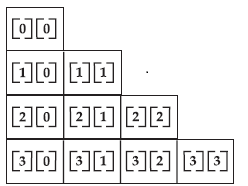 [0] [0]
[1] [0] [1] [1]
[2] [0] [2] [1] [2] [2]
[3] [0] [3] [1] [3] [2] [3] [3]